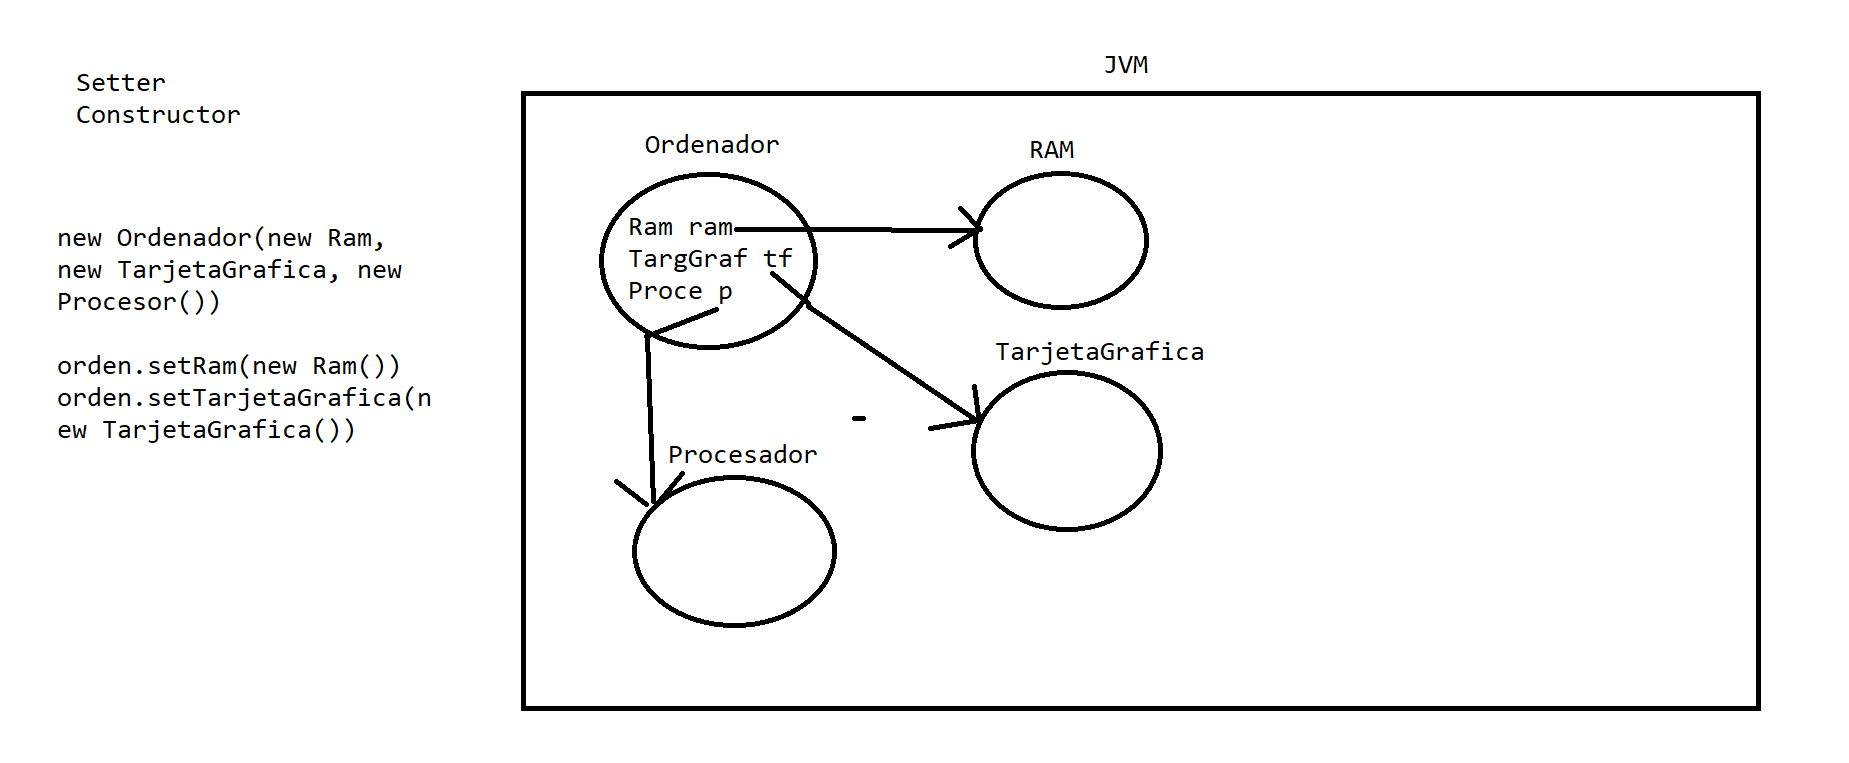 Setter
Constructor
new Ordenador(new Ram,
new TarjetaGrafica, new
Procesor())
orden.setRam(new Ram())
orden.setTarjetaGrafica(n
ew TarjetaGrafica())
JVM
Ordenador
Ram ram
TargGraf tf
Proce p
RAM
TarjetaGrafica
Procesador